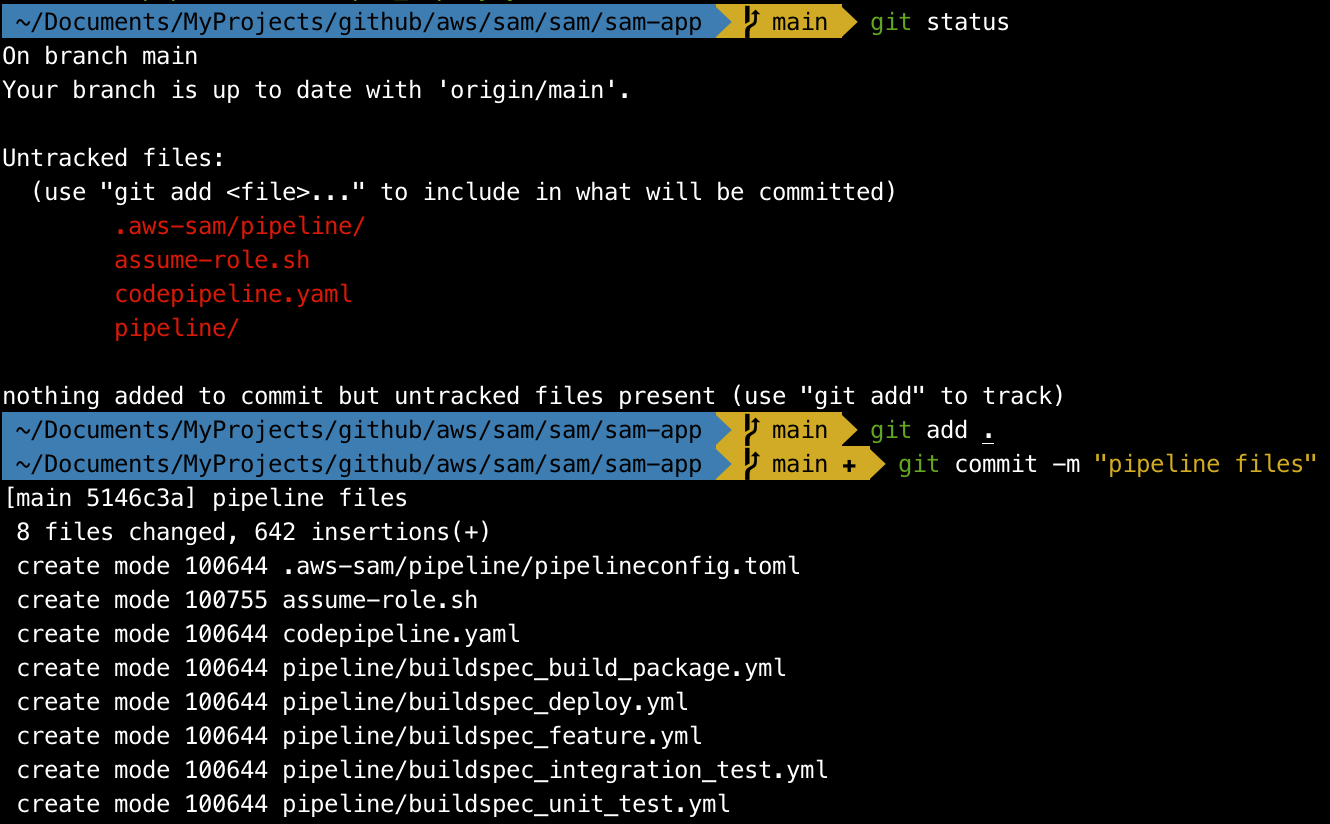 ~/Documents/MyProjects/github/aws/sam/sam/sam-app main git status
On branch main
Your branch is up to date with 'origin/main'.
Untracked files:
(use "git add <file>..." to include in what will be committed)
.aws-sam/pipeline/
assume-role.sh
codepipeline.yaml
pipeline/
nothing added to commit but untracked files present (use "git add" to track)
~/Documents/MyProjects/github/aws/sam/sam/sam-app main git add .
~/Documents/MyProjects/github/aws/sam/sam/sam-app main + git commit -m "pipeline files"
[main 5146c3a] pipeline files
8 files changed, 642 insertions(+)
create mode 100644 .aws-sam/pipeline/pipelineconfig.toml
create mode 100755 assume-role.sh
create mode 100644 codepipeline.yaml
create mode 100644 pipeline/buildspec_build_package.yml
create mode 100644 pipeline/buildspec_deploy.yml
create mode 100644 pipeline/buildspec_feature.yml
create mode 100644 pipeline/buildspec_integration_test.yml
create mode 100644 pipeline/buildspec_unit_test.yml